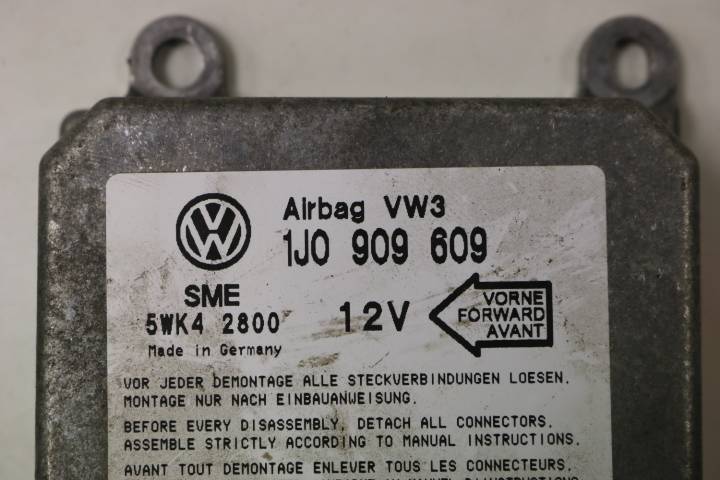 Airbag VW3
1J0 909 609
SME
5WK4 2800
12V
VORNE
FORWARD
AVANT
Made in Germany
VOR JEDER DEMONTAGE ALLE STECKVERBINDUNGEN LOESEN.
MONTAGE NUR NACH EINBAUANWEISUNG.
BEFORE EVERY DISASSEMBLY, DETACH ALL CONNECTORS.
ASSEMBLE STRICTLY ACCORDING TO MANUAL INSTRUCTIONS.
AVANT TOUT DEMONTAGE ENLEVER TOUS LES CONNECTEURS.